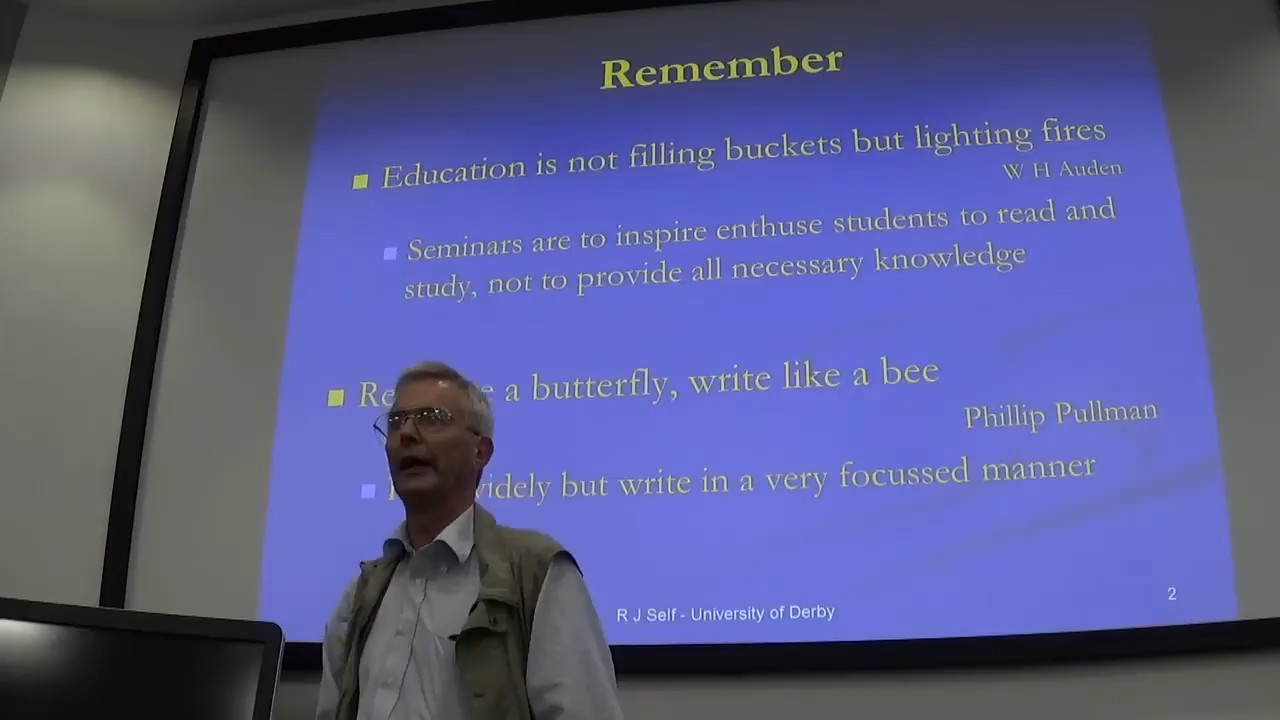 Remember
Education is not filling buckets but lighting fires
W H Auden
Seminars are to inspire enthuse students to read and
study, not to provide all necessary knowledge
a butterfly, write like a bee
Phillip Pullman
but write in a very focussed manner
R J Self - University of Derby
2